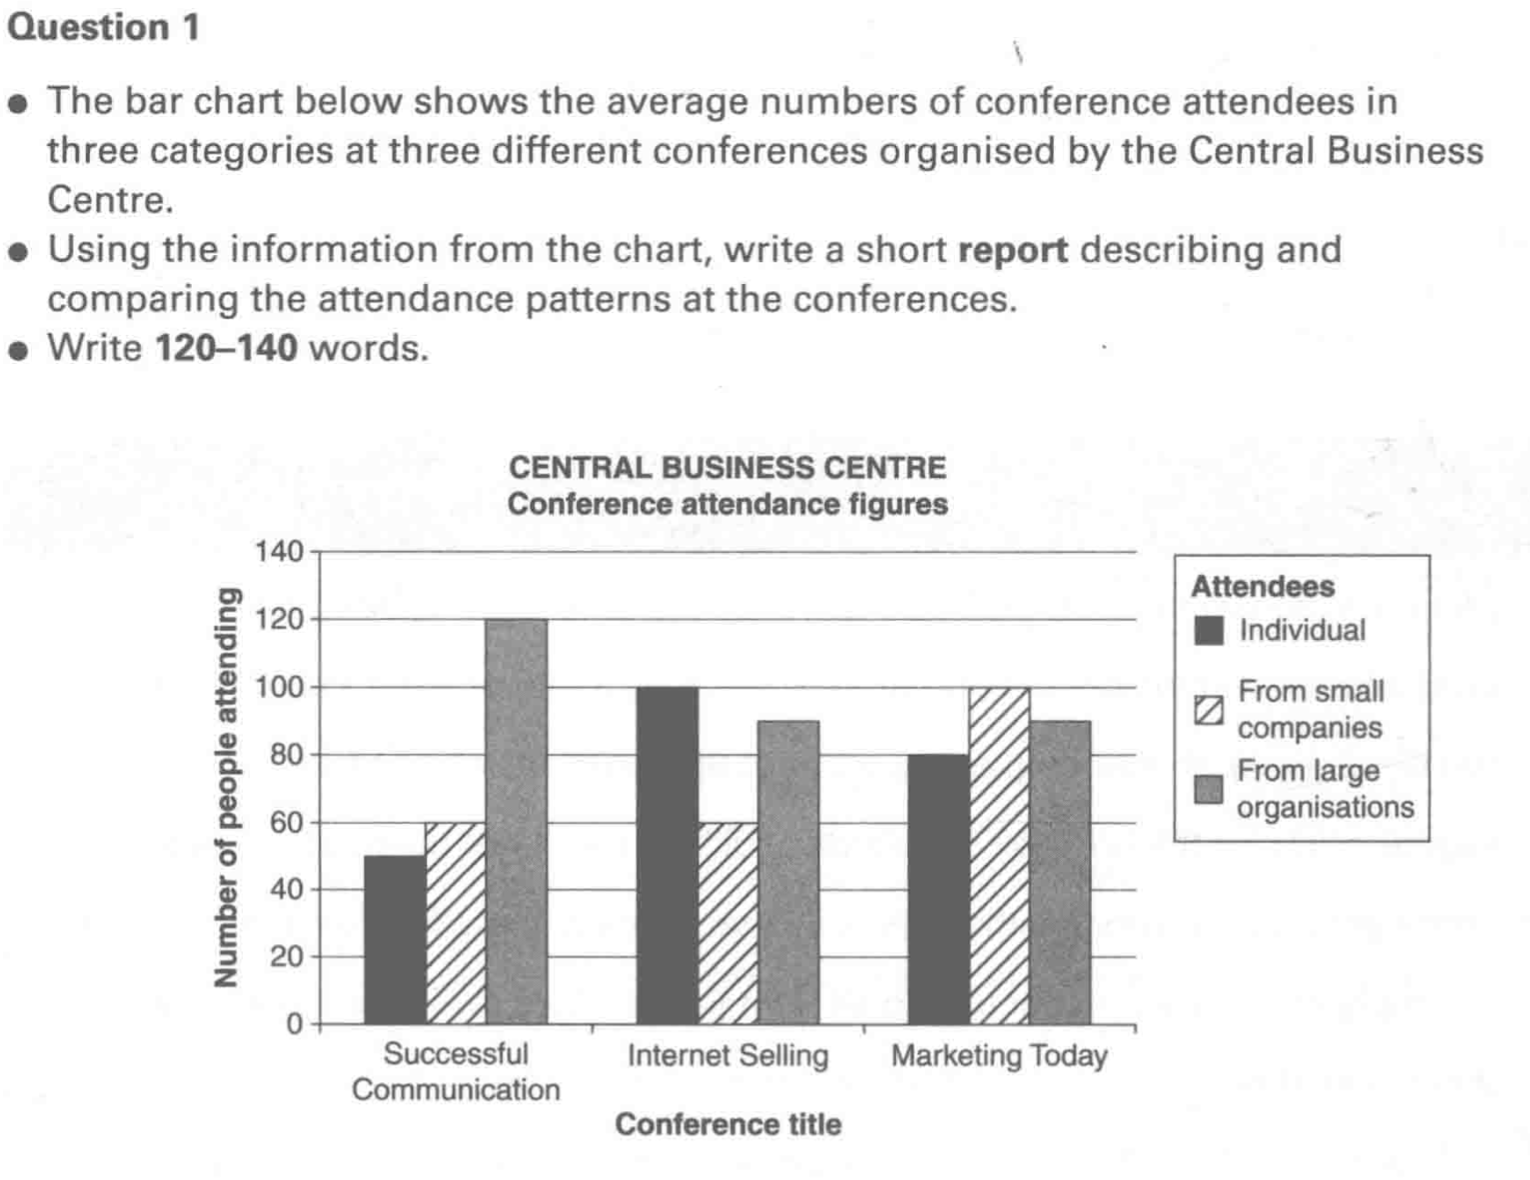 Question 1
● The bar chart below shows the average numbers of conference attendees in
three categories at three different conferences organised by the Central Business
Centre.
● Using the information from the chart, write a short report describing and
comparing the attendance patterns at the conferences.
● Write 120–140 words.
CENTRAL BUSINESS CENTRE
Conference attendance figures
Number of people attending
140
120
100
80
60
40
20
0
Successful
Communication
Internet Selling
Marketing Today
Conference title
Attendees
Individual
From small
companies
From large
organisations